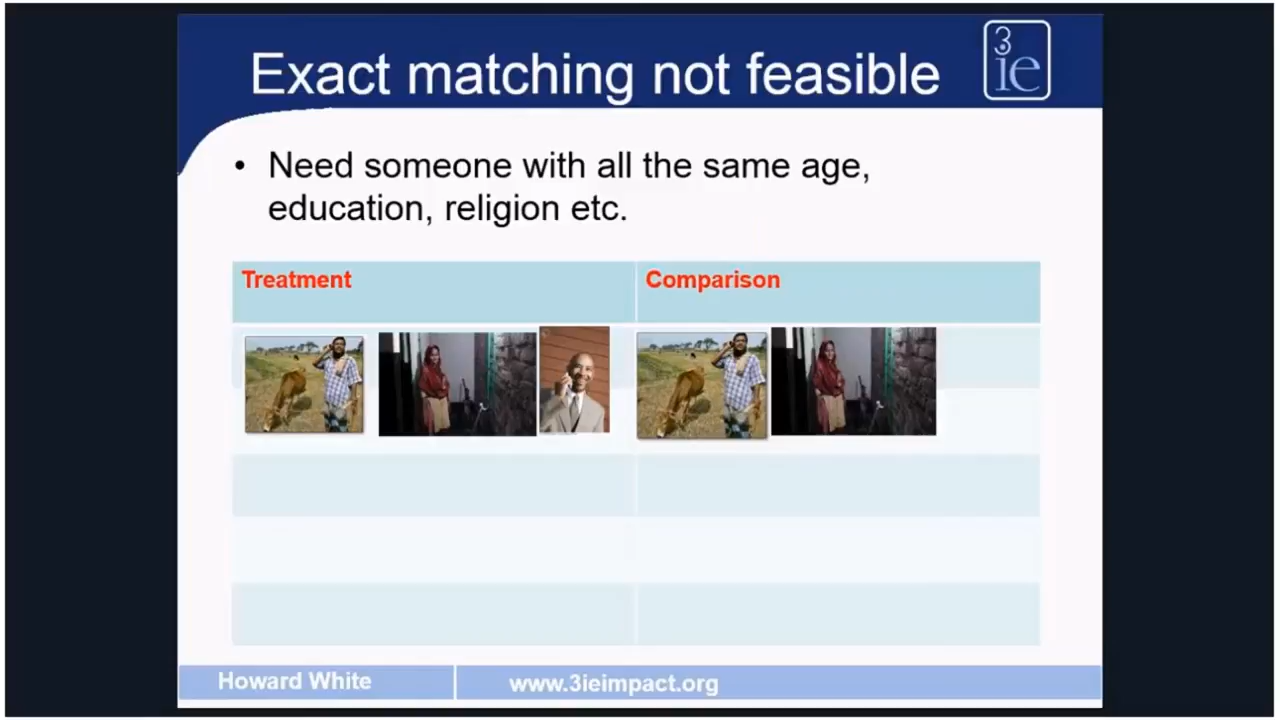 Exact matching not feasible
3ie
• Need someone with all the same age,
education, religion etc.
Treatment
Comparison
Howard White
www.3ieimpact.org